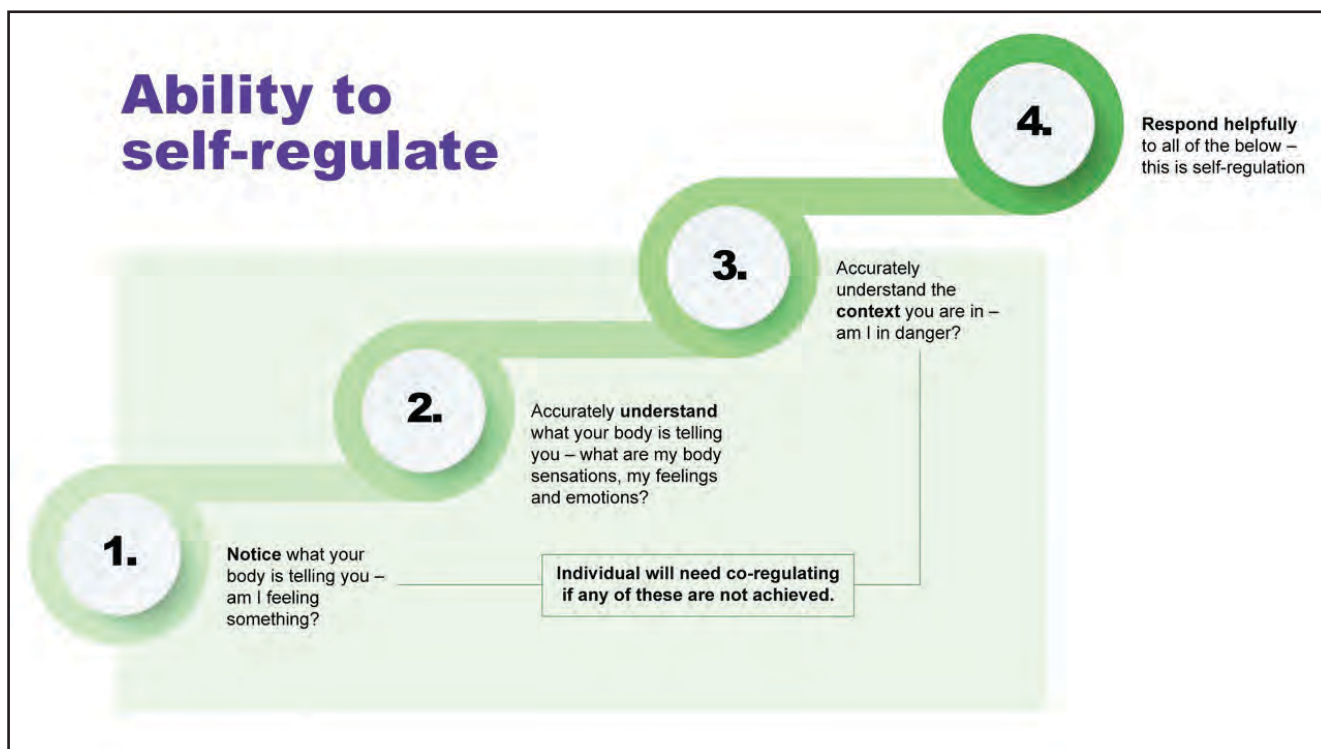 Ability to
self-regulate
1.
Notice what your
body is telling you –
am I feeling
something?
2.
Accurately understand
what your body is telling
you – what are my body
sensations, my feelings
and emotions?
3.
Accurately
understand the
context you are in –
am I in danger?
4.
Respond helpfully
to all of the below –
this is self-regulation
Individual will need co-regulating
if any of these are not achieved.